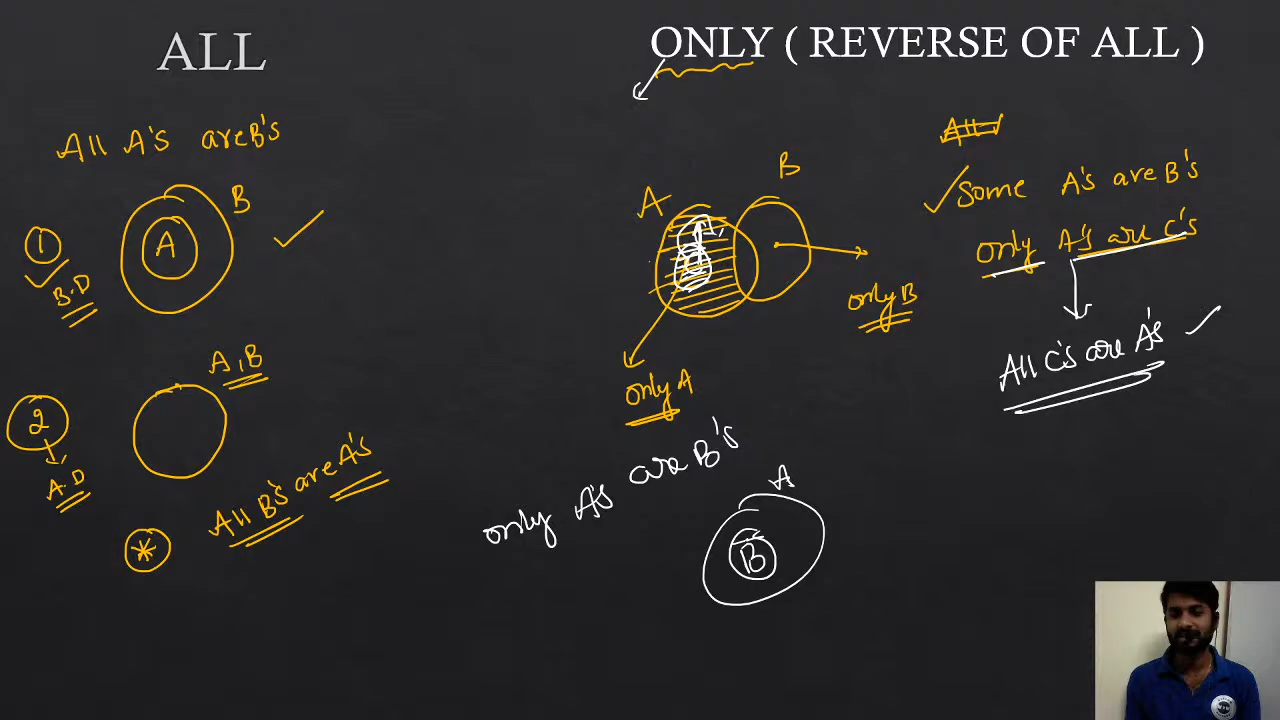 ALL
ONLY ( REVERSE OF ALL )
All A's are B's
1
B.D
B
A
2
A.D
A, B
*
All B's are A's
A
B
only A
only B
only A's are B's
A
B
All
Some A's are B's
only A's are C's
All C's are A's